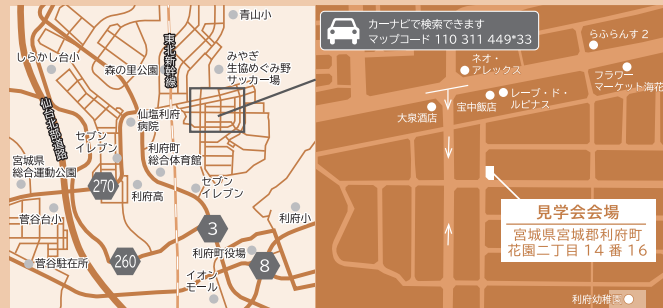 青山小
しらかし台小
東北新幹線
森の里公園
みやぎ
生協めぐみ野
サッカー場
仙台北部道路
仙塩利府
病院
セブン
イレブン
利府町
総合体育館
宮城県
総合運動公園
270
利府高
セブン
イレブン
菅谷台小
3
利府小
利府町役場
260
8
菅谷駐在所
イオン
モール
カーナビで検索できます
マップコード 110 311 449*33
らふらんす2
ネオ・
アレックス
フラワー
マーケット海花
レーブ・ド・
ルビナス
宝中飯店
大泉酒店
見学会会場
宮城県宮城郡利府町
花園二丁目14番16
利府幼稚園